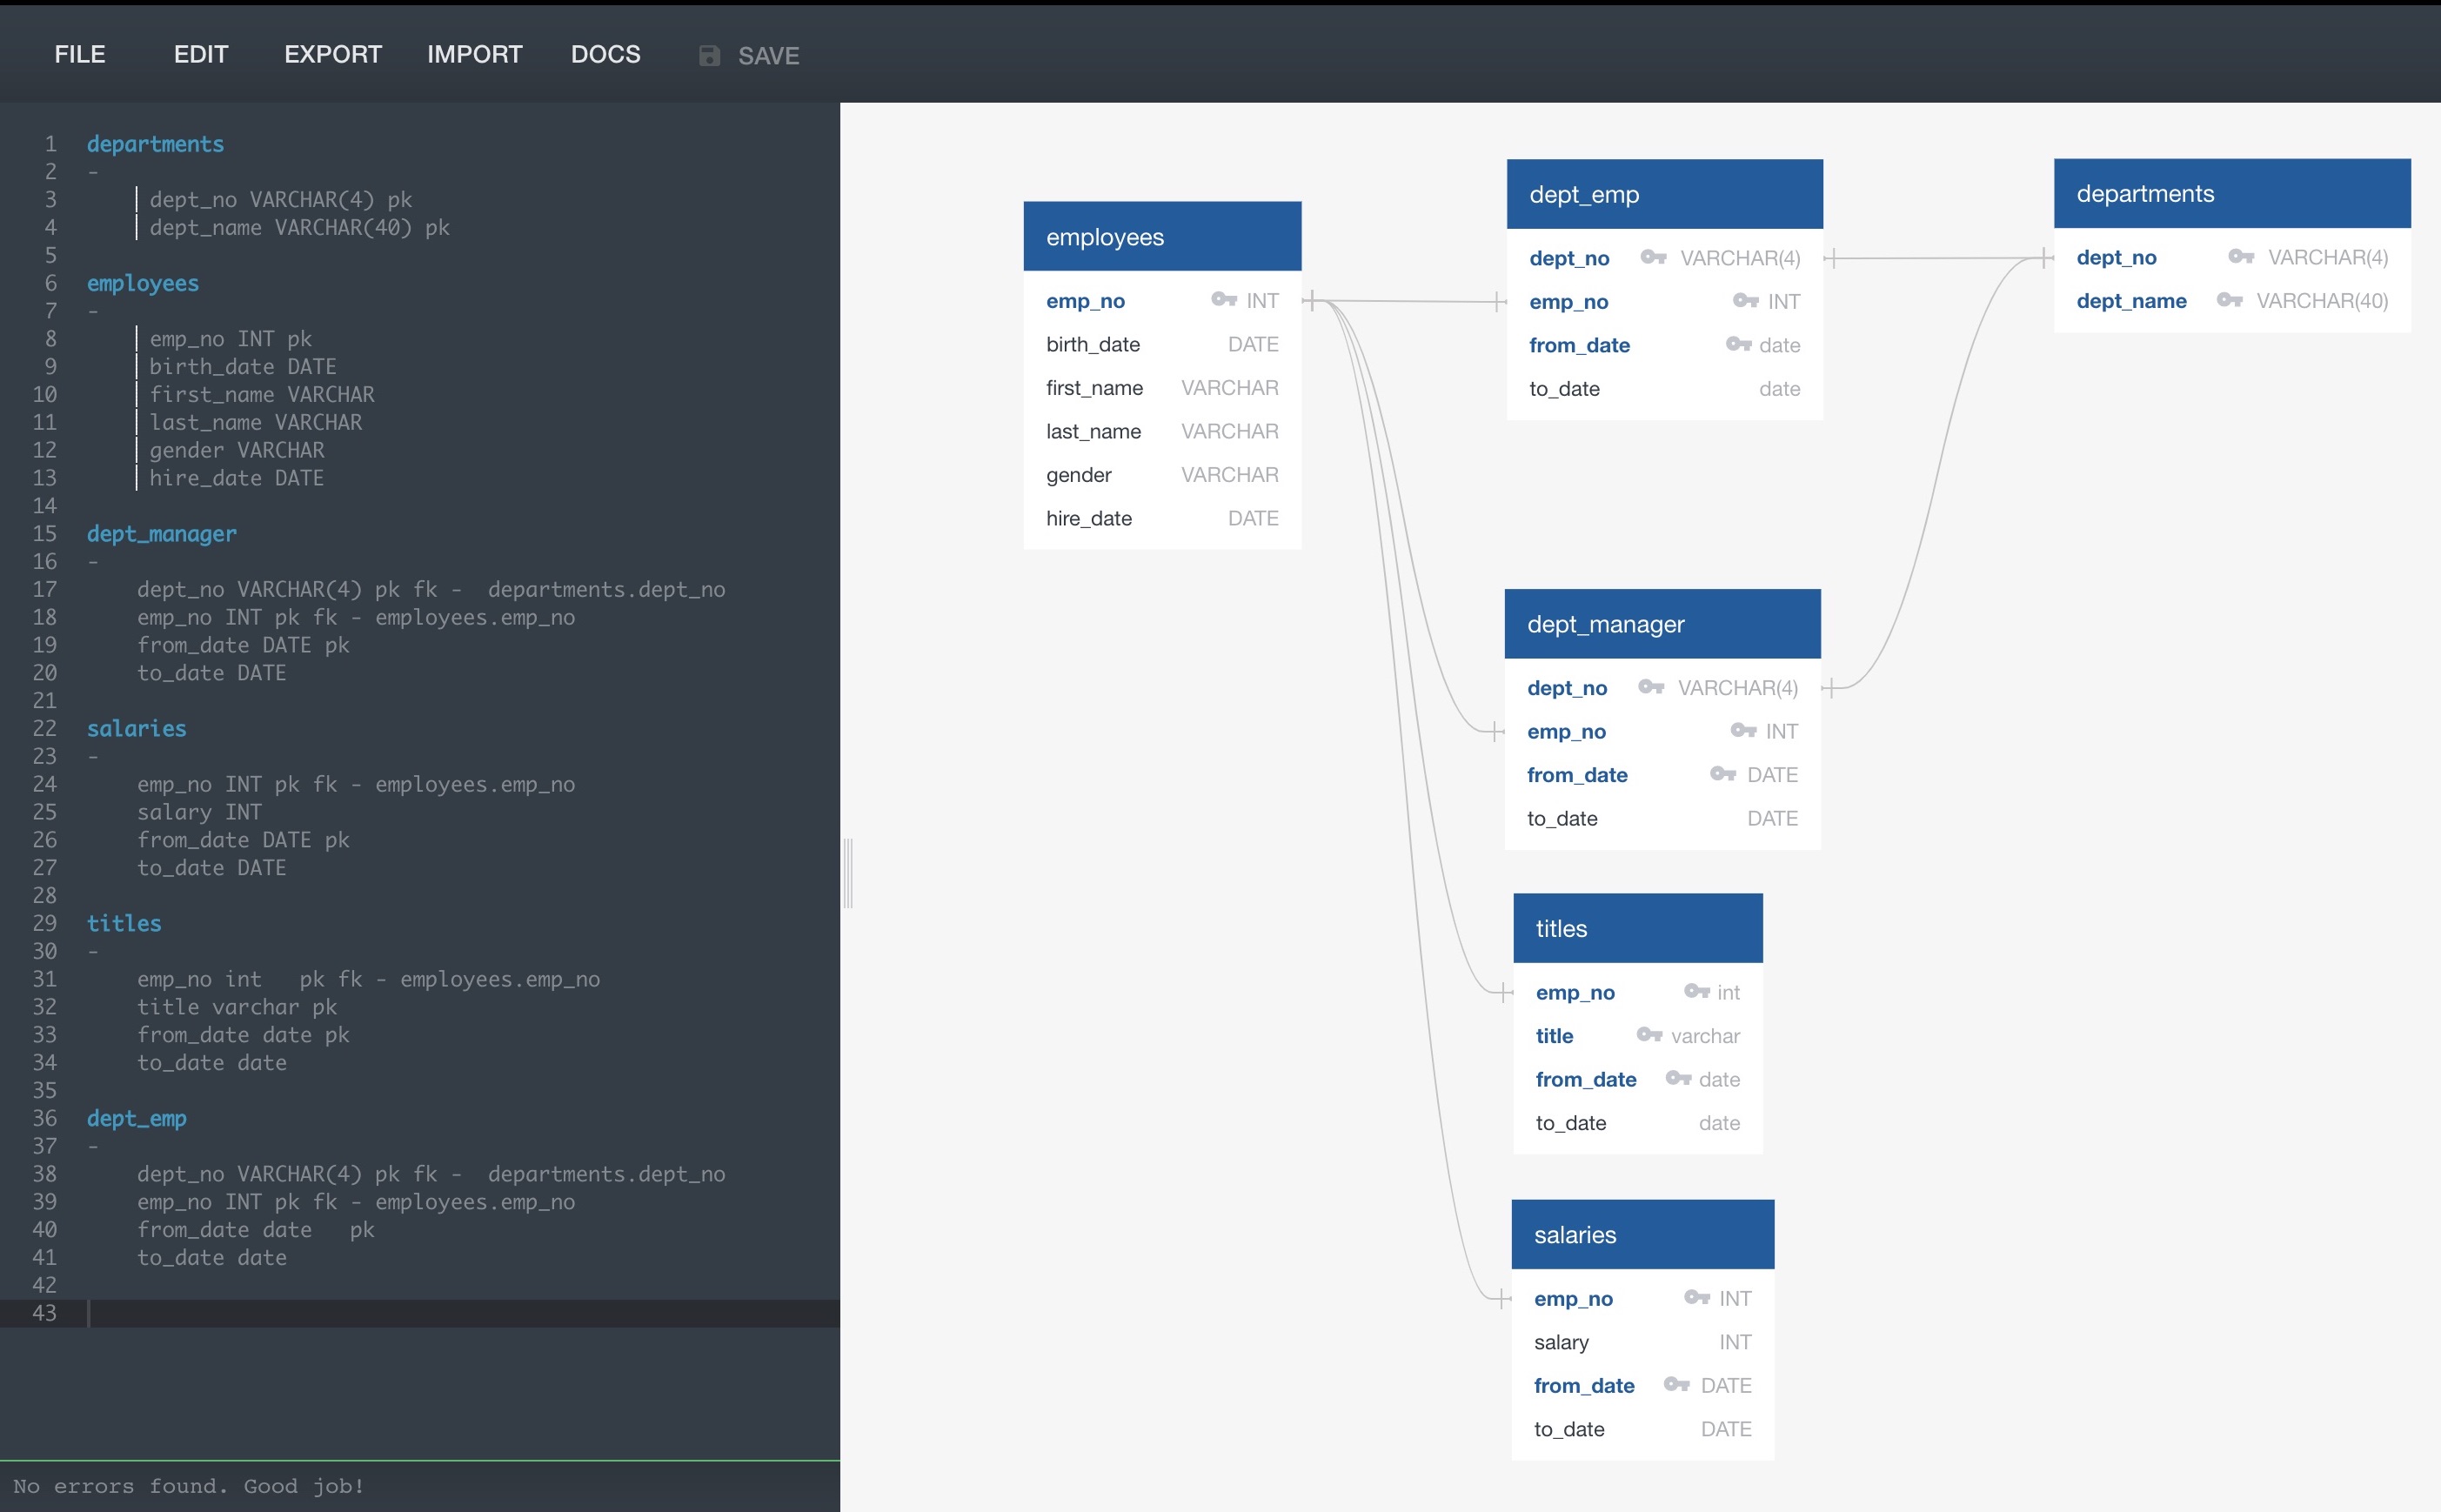 FILE EDIT EXPORT IMPORT DOCS SAVE
1 departments
2 -
3 dept_no VARCHAR(4) pk
4 dept_name VARCHAR(40) pk
5
6 employees
7 -
8 emp_no INT pk
9 birth_date DATE
10 first_name VARCHAR
11 last_name VARCHAR
12 gender VARCHAR
13 hire_date DATE
14
15 dept_manager
16 -
17 dept_no VARCHAR(4) pk fk -  departments.dept_no
18 emp_no INT pk fk - employees.emp_no
19 from_date DATE pk
20 to_date DATE
21
22 salaries
23 -
24 emp_no INT pk fk - employees.emp_no
25 salary INT
26 from_date DATE pk
27 to_date DATE
28
29 titles
30 -
31 emp_no int   pk fk - employees.emp_no
32 title varchar pk
33 from_date date pk
34 to_date date
35
36 dept_emp
37 -
38 dept_no VARCHAR(4) pk fk -  departments.dept_no
39 emp_no INT pk fk - employees.emp_no
40 from_date date   pk
41 to_date date
42
43
No errors found. Good job!
employees
emp_no INT
birth_date DATE
first_name VARCHAR
last_name VARCHAR
gender VARCHAR
hire_date DATE
dept_emp
dept_no VARCHAR(4)
emp_no INT
from_date date
to_date date
departments
dept_no VARCHAR(4)
dept_name VARCHAR(40)
dept_manager
dept_no VARCHAR(4)
emp_no INT
from_date DATE
to_date DATE
titles
emp_no int
title varchar
from_date date
to_date date
salaries
emp_no INT
salary INT
from_date DATE
to_date DATE